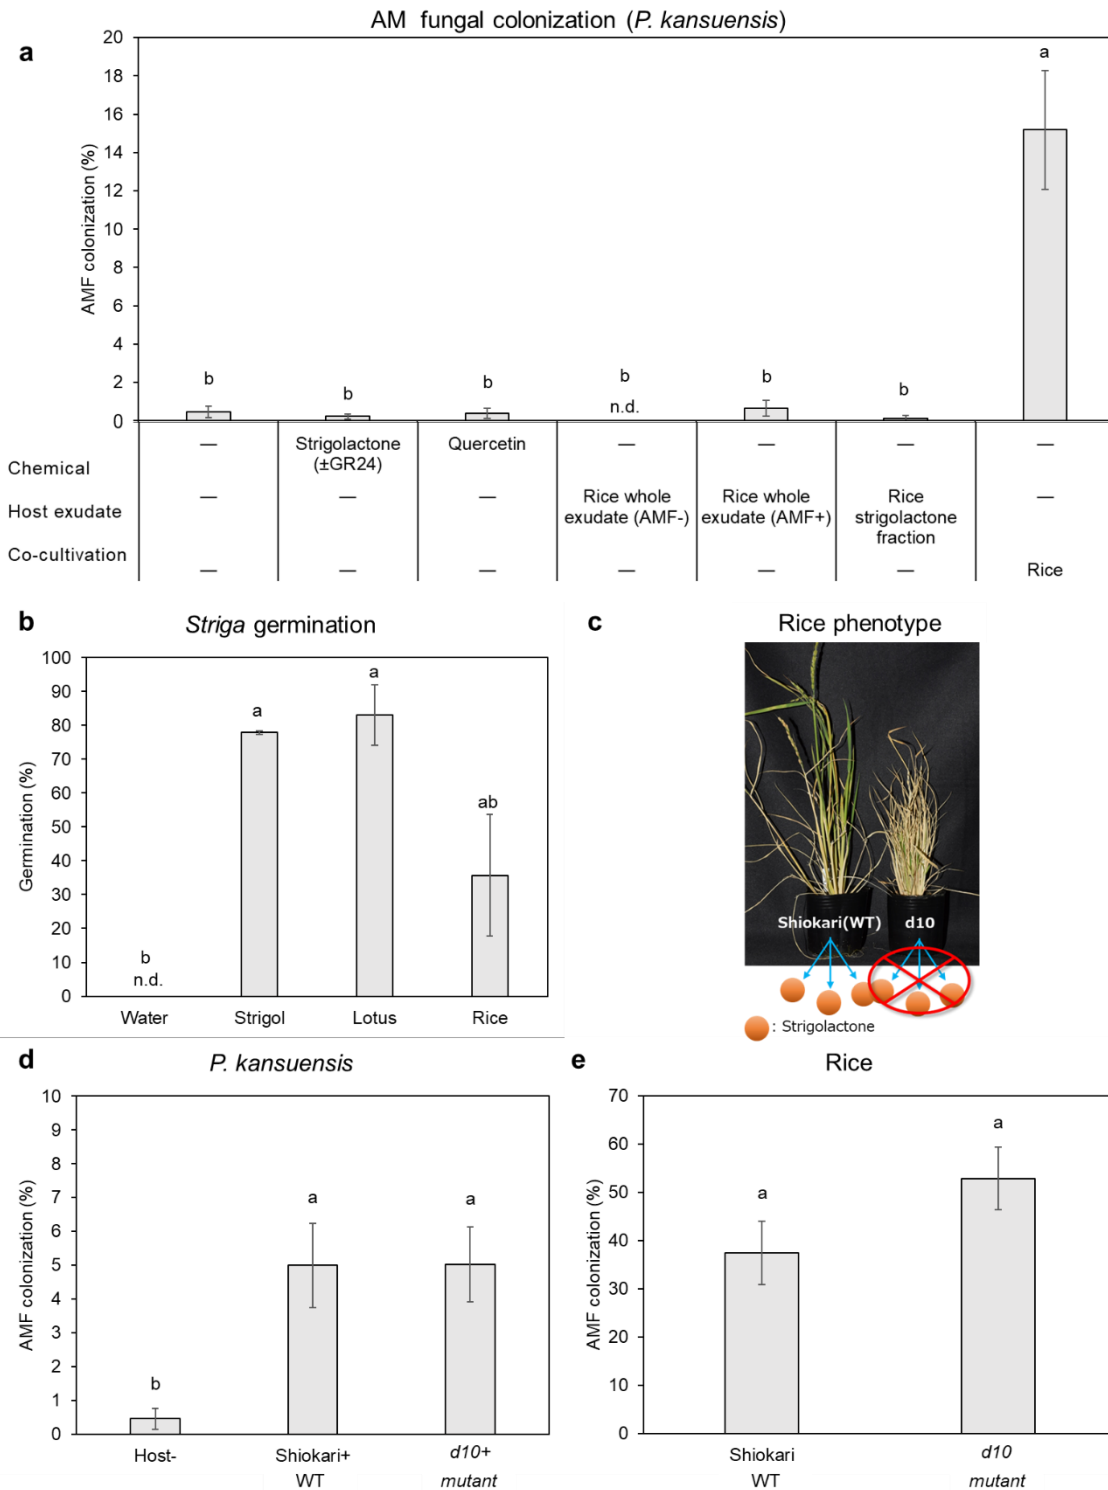 AM fungal colonization (P. kansuensis)
a
AMF colonization (%)
20
18
16
14
12
10
8
6
4
2
0
b
b
b
b
n.d.
b
b
a
Chemical
—
Strigolactone
(±GR24)
Quercetin
—
—
—
—
Host exudate
—
—
—
Rice whole
exudate (AMF-)
Rice whole
exudate (AMF+)
Rice
strigolactone
fraction
—
Co-cultivation
—
—
—
—
—
—
Rice
b
Striga germination
Germination (%)
100
90
80
70
60
50
40
30
20
10
0
b
n.d.
a
a
ab
Water
Strigol
Lotus
Rice
c
Rice phenotype
Shiokari(WT)
d10
: Strigolactone
d
P. kansuensis
AMF colonization (%)
10
9
8
7
6
5
4
3
2
1
0
b
a
a
Host-
Shiokari+
WT
d10+
mutant
e
Rice
AMF colonization (%)
70
60
50
40
30
20
10
0
a
a
Shiokari
WT
d10
mutant